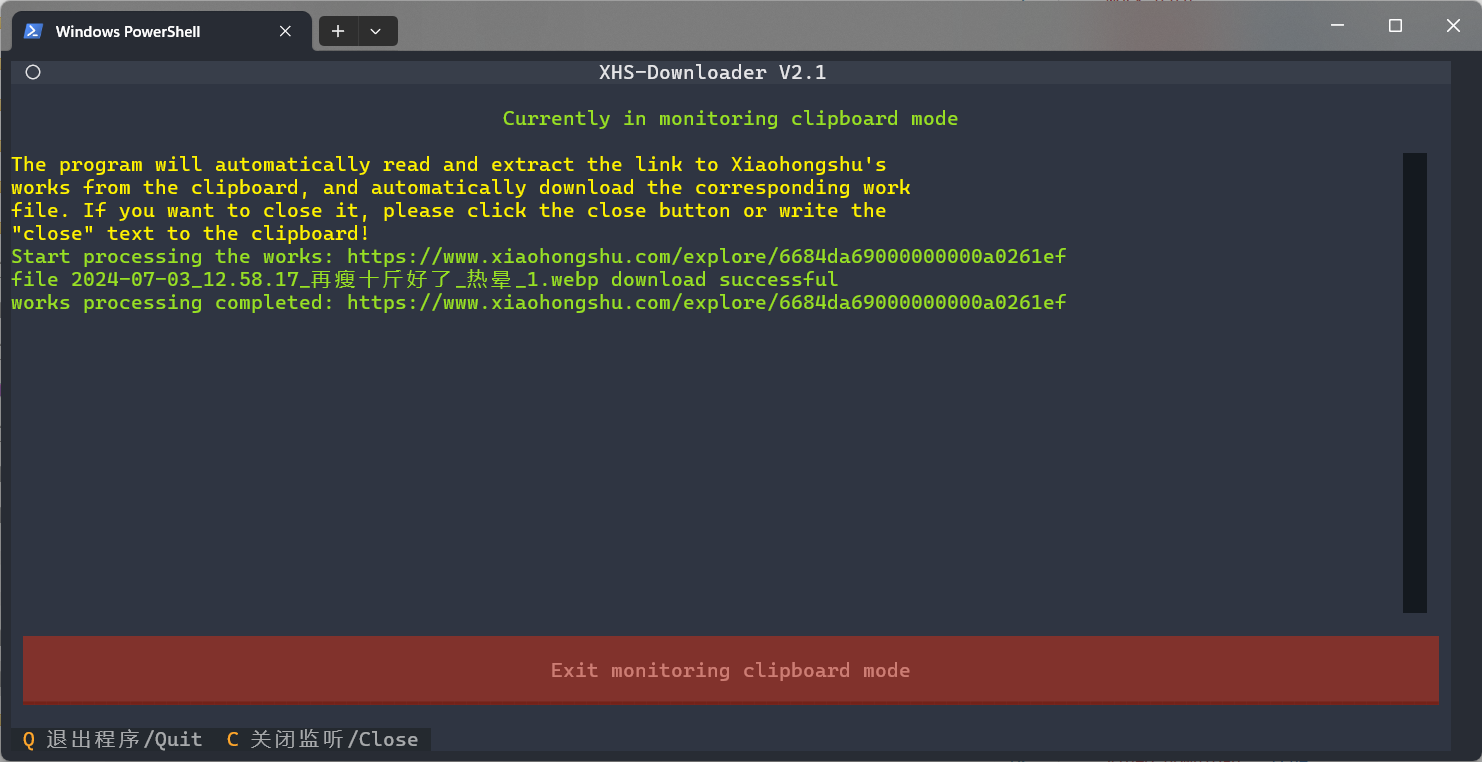 Windows PowerShell
XHS-Downloader V2.1
Currently in monitoring clipboard mode
The program will automatically read and extract the link to Xiaohongshu's
works from the clipboard, and automatically download the corresponding work
file. If you want to close it, please click the close button or write the
"close" text to the clipboard!
Start processing the works: https://www.xiaohongshu.com/explore/6684da69000000000a0261ef
file 2024-07-03_12.58.17_再瘦十斤好了_热晕_1.webp download successful
works processing completed: https://www.xiaohongshu.com/explore/6684da69000000000a0261ef
Exit monitoring clipboard mode
Q 退出程序/Quit C 关闭监听/Close